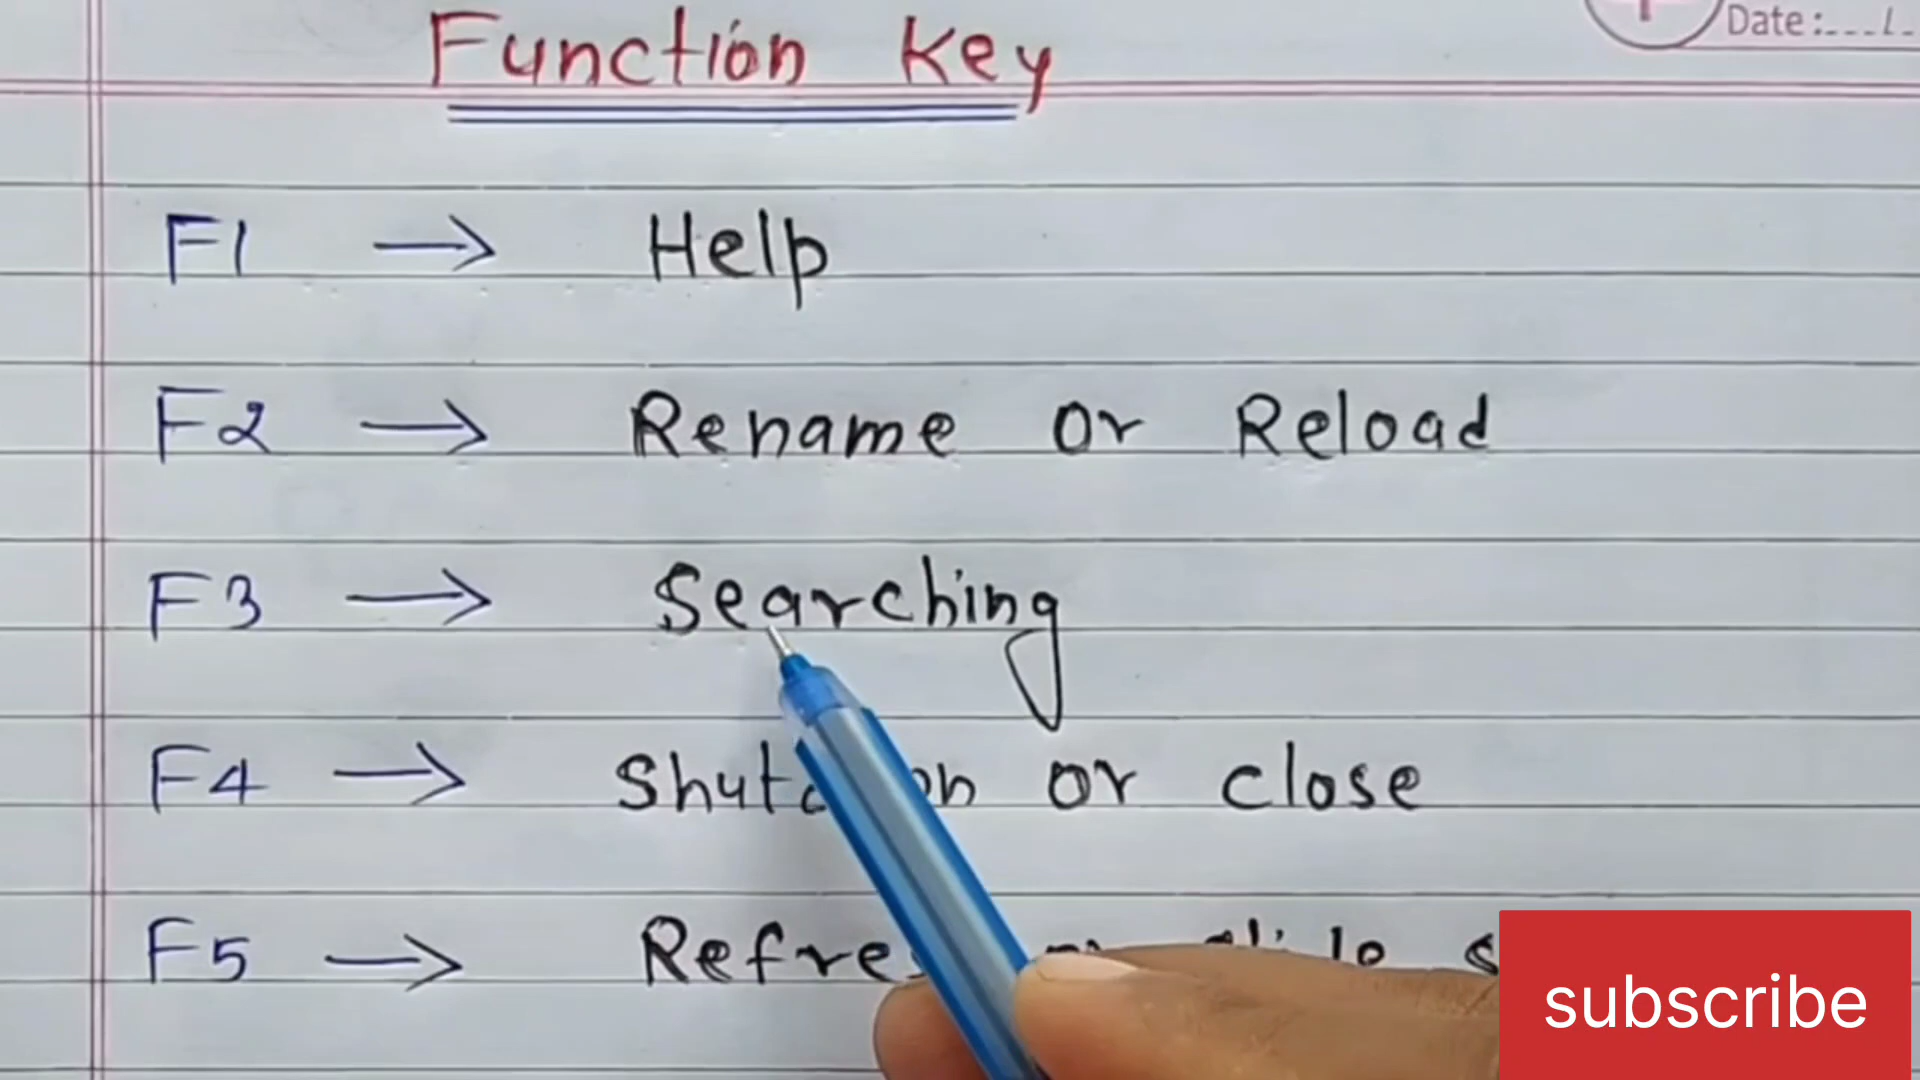 Date :
Function Key
F1 → Help
F2 → Rename or Reload
F3 → Searching
F4 → or close
F5 →
subscribe